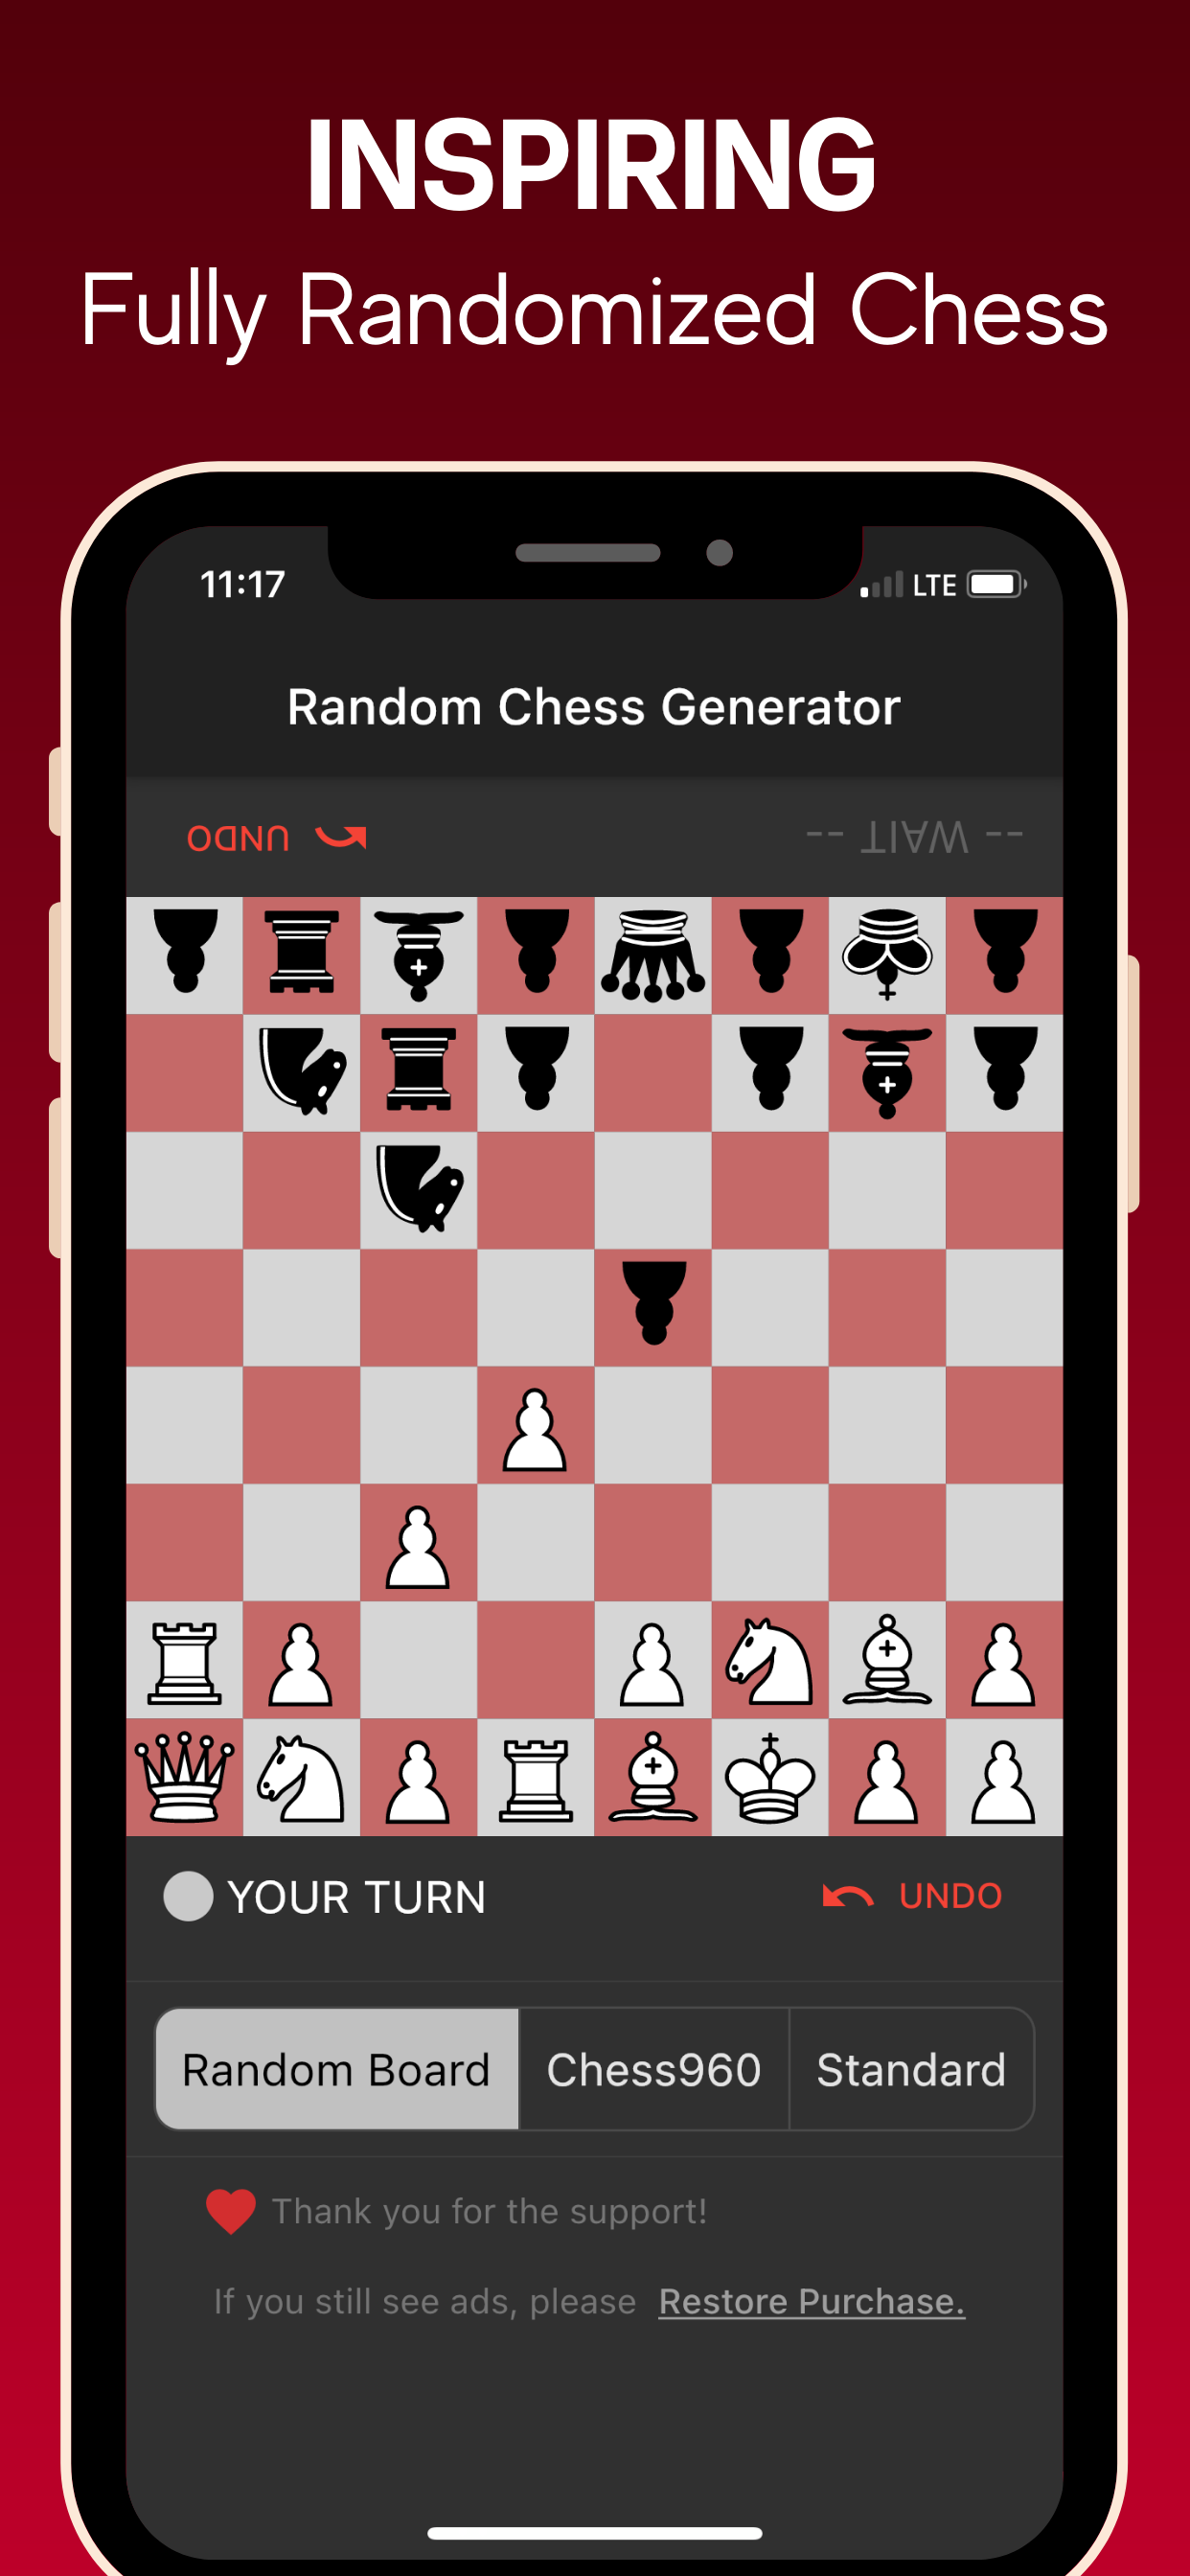 INSPIRING
Fully Randomized Chess
11:17 LTE
Random Chess Generator
UNDO -- WAIT --
YOUR TURN UNDO
Random Board Chess960 Standard
Thank you for the support!
If you still see ads, please Restore Purchase.